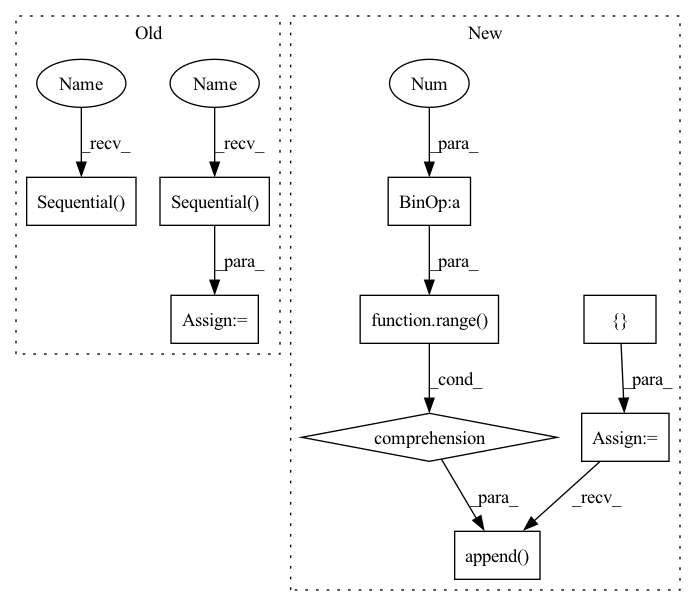 Old
New
Name
Name
Num
_recv_
_recv_
_para_
Sequential()
Sequential()
BinOp:a
_para_
_para_
Assign:=
function.range()
{}
_cond_
_para_
comprehension
Assign:=
_para_
_recv_
append()